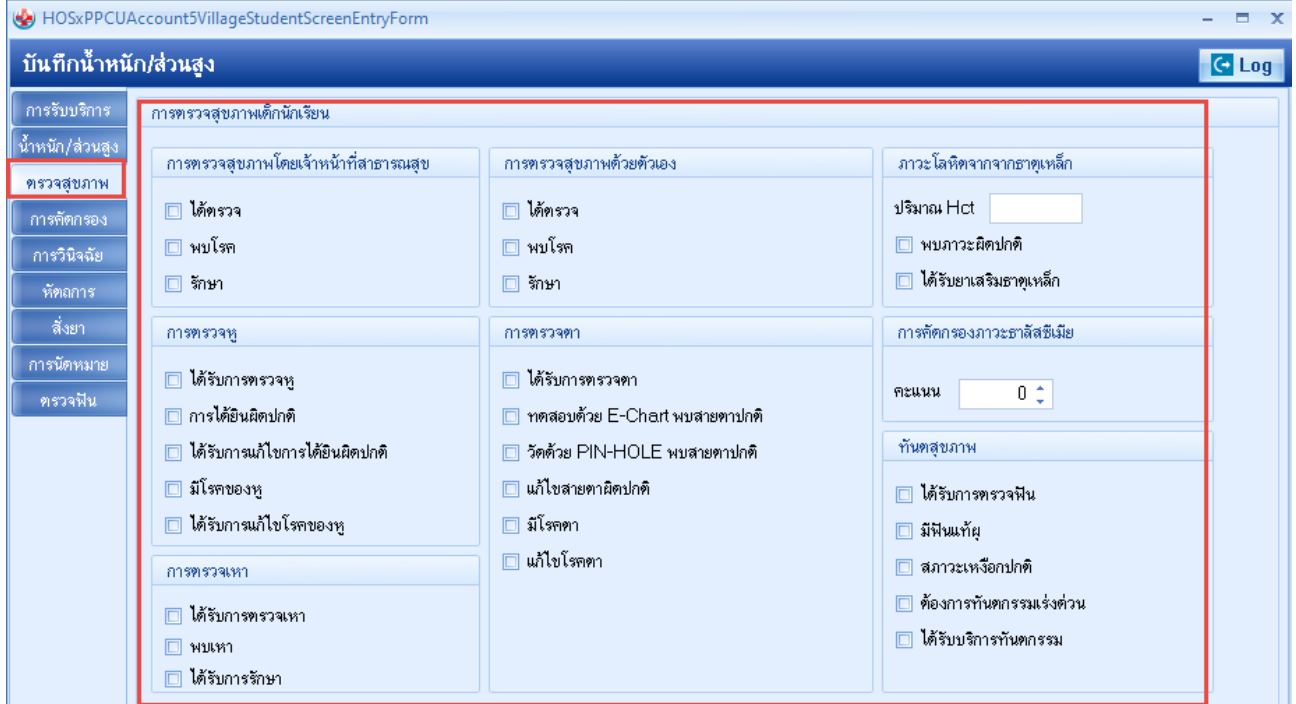 HOSxPPCUAccount5VillageStudentScreenEntryForm
บันทึกน้ำหนัก/ส่วนสูง
Log
การรับบริการ
น้ำหนัก/ส่วนสูง
ตรวจสุขภาพ
การคัดกรอง
การวินิจฉัย
หัตถการ
สั่งยา
การนัดหมาย
ตรวจฟัน
การตรวจสุขภาพเด็กนักเรียน
การตรวจสุขภาพโดยเจ้าหน้าที่สาธารณสุข
ได้ตรวจ
พบโรค
รักษา
การตรวจสุขภาพด้วยตัวเอง
ได้ตรวจ
พบโรค
รักษา
ภาวะโลหิตจากจากธาตุเหล็ก
ปริมาณ Hct
พบภาวะผิดปกติ
ได้รับยาเสริมธาตุเหล็ก
การตรวจหู
ได้รับการตรวจหู
การได้ยินผิดปกติ
ได้รับการแก้ไขการได้ยินผิดปกติ
มีโรคของหู
ได้รับการแก้ไขโรคของหู
การตรวจตา
ได้รับการตรวจตา
ทดสอบด้วย E-Chart พบสายตาปกติ
วัดด้วย PIN-HOLE พบสายตาปกติ
แก้ไขสายตาผิดปกติ
มีโรคตา
แก้ไขโรคตา
การคัดกรองภาวะธาลัสซีเมีย
คะแนน 0
ทันตสุขภาพ
ได้รับการตรวจฟัน
มีฟันแท้ผุ
สภาวะเหงือกปกติ
ต้องการทันตกรรมเร่งด่วน
ได้รับบริการทันตกรรม
การตรวจเหา
ได้รับการตรวจเหา
พบเหา
ได้รับการรักษา